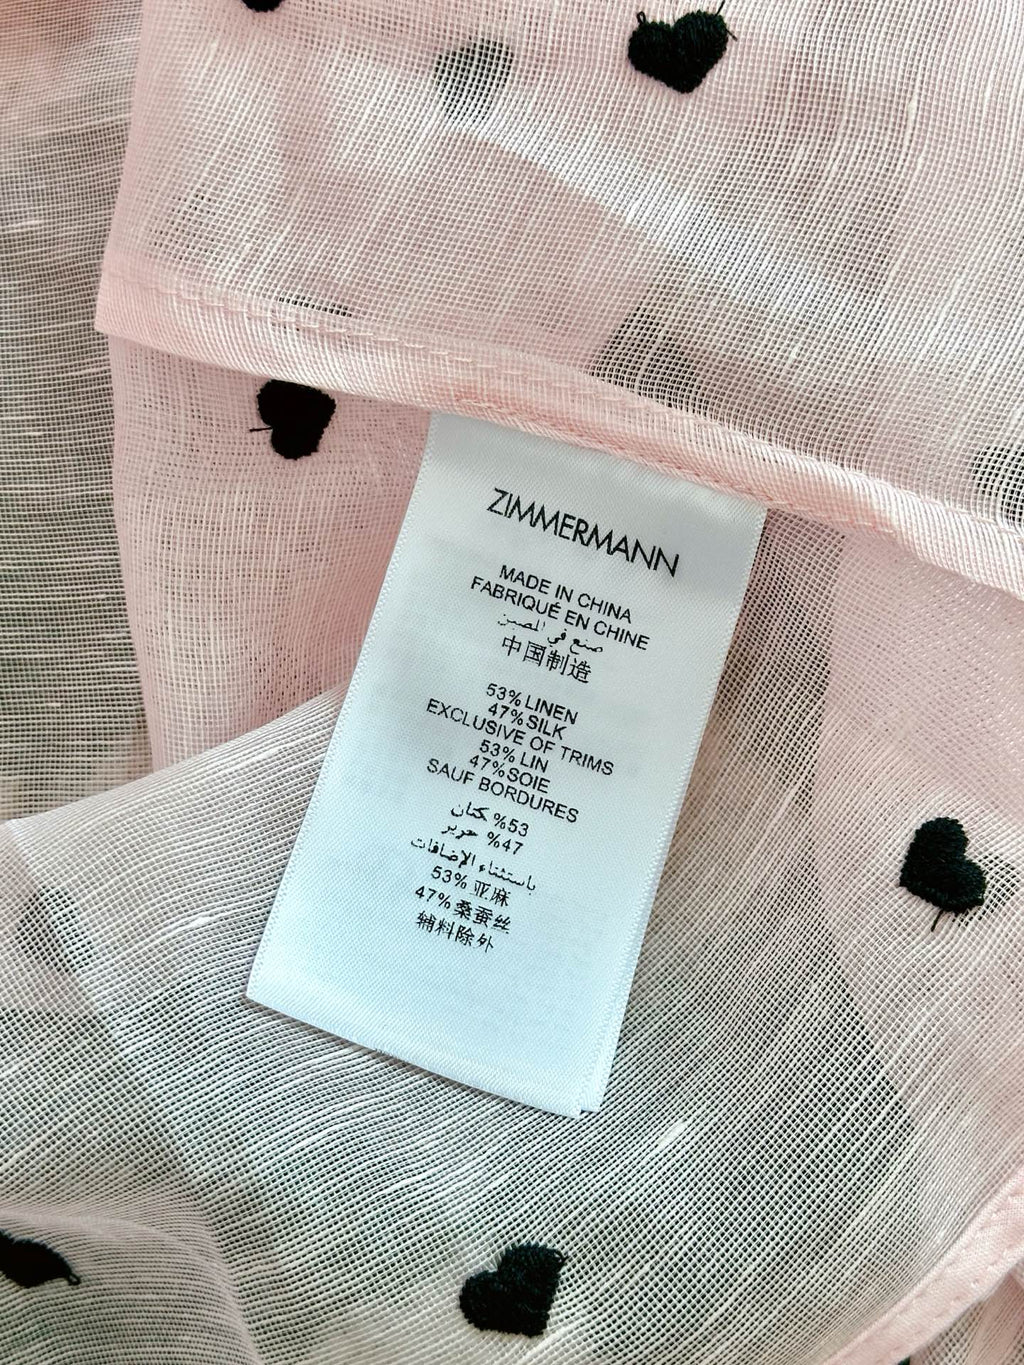 ZIMMERMANN
MADE IN CHINA
FABRIQUÉ EN CHINE
صنع في الصين
中国制造
53% LINEN
47% SILK
EXCLUSIVE OF TRIMS
53% LIN
47% SOIE
SAUF BORDURES
53% كتان
47% حرير
باستثناء الإضافات
53% 亚麻
47% 桑蚕丝
辅料除外